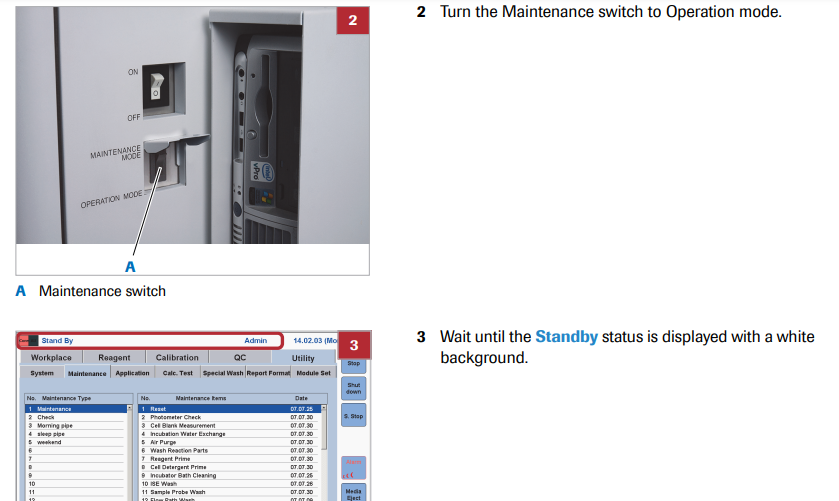 2
2 Turn the Maintenance switch to Operation mode.
ON
OFF
MAINTENANCE
MODE
OPERATION MODE
vPro
A
A Maintenance switch
3
3 Wait until the Standby status is displayed with a white
background.
Stand By Admin 14.02.03 (Mo
Workplace Reagent Calibration QC Utility
System Maintenance Application Calc. Test Special Wash Report Format Module Set
Stop
Shut
down
S. Stop
Media
Eject
No. Maintenance Type
1 Maintenance
2 Check
3 Morning pipe
4 sleep pipe
5 weekend
6
7
8
9
10
11
12
No. Maintenance Items Date
1 Reset 07.07.25
2 Photometer Check 07.07.30
3 Cell Blank Measurement 07.07.30
4 Incubation Water Exchange 07.07.30
5 Air Purge 07.07.30
6 Wash Reaction Parts 07.07.30
7 Reagent Prime 07.07.30
8 Cell Detergent Prime 07.07.30
9 Incubator Bath Cleaning 07.07.25
10 ISE Wash 07.07.28
11 Sample Probe Wash 07.07.30
12 Flow Path Wash